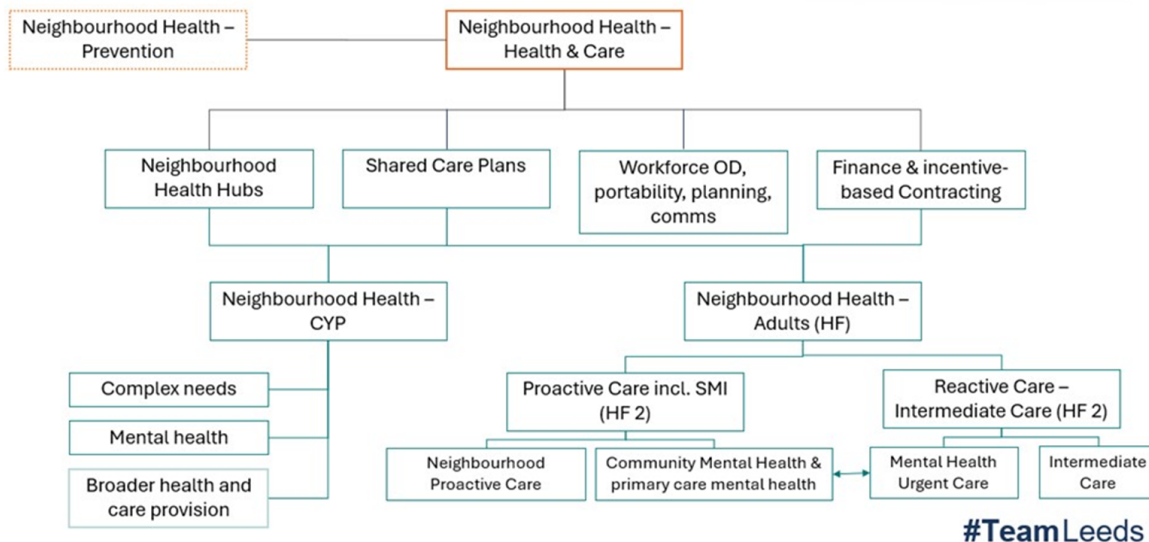 Neighbourhood Health –
Prevention
Neighbourhood Health –
Health & Care
Neighbourhood
Health Hubs
Shared Care Plans
Workforce OD,
portability, planning,
comms
Finance & incentive-
based Contracting
Neighbourhood Health –
CYP
Neighbourhood Health –
Adults (HF)
Complex needs
Mental health
Broader health and
care provision
Proactive Care incl. SMI
(HF 2)
Reactive Care –
Intermediate Care (HF 2)
Neighbourhood
Proactive Care
Community Mental Health &
primary care mental health
Mental Health
Urgent Care
Intermediate
Care
#TeamLeeds